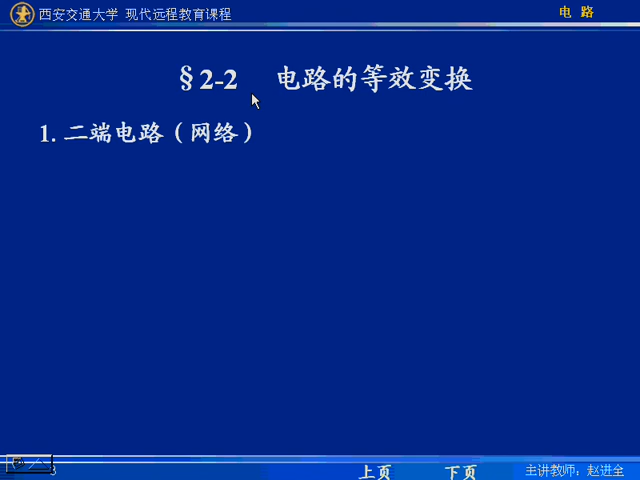 西安交通大学 现代远程教育课程
电 路
§2-2 电路的等效变换
1. 二端电路（网络）
3
上页 下页
主讲教师：赵进全